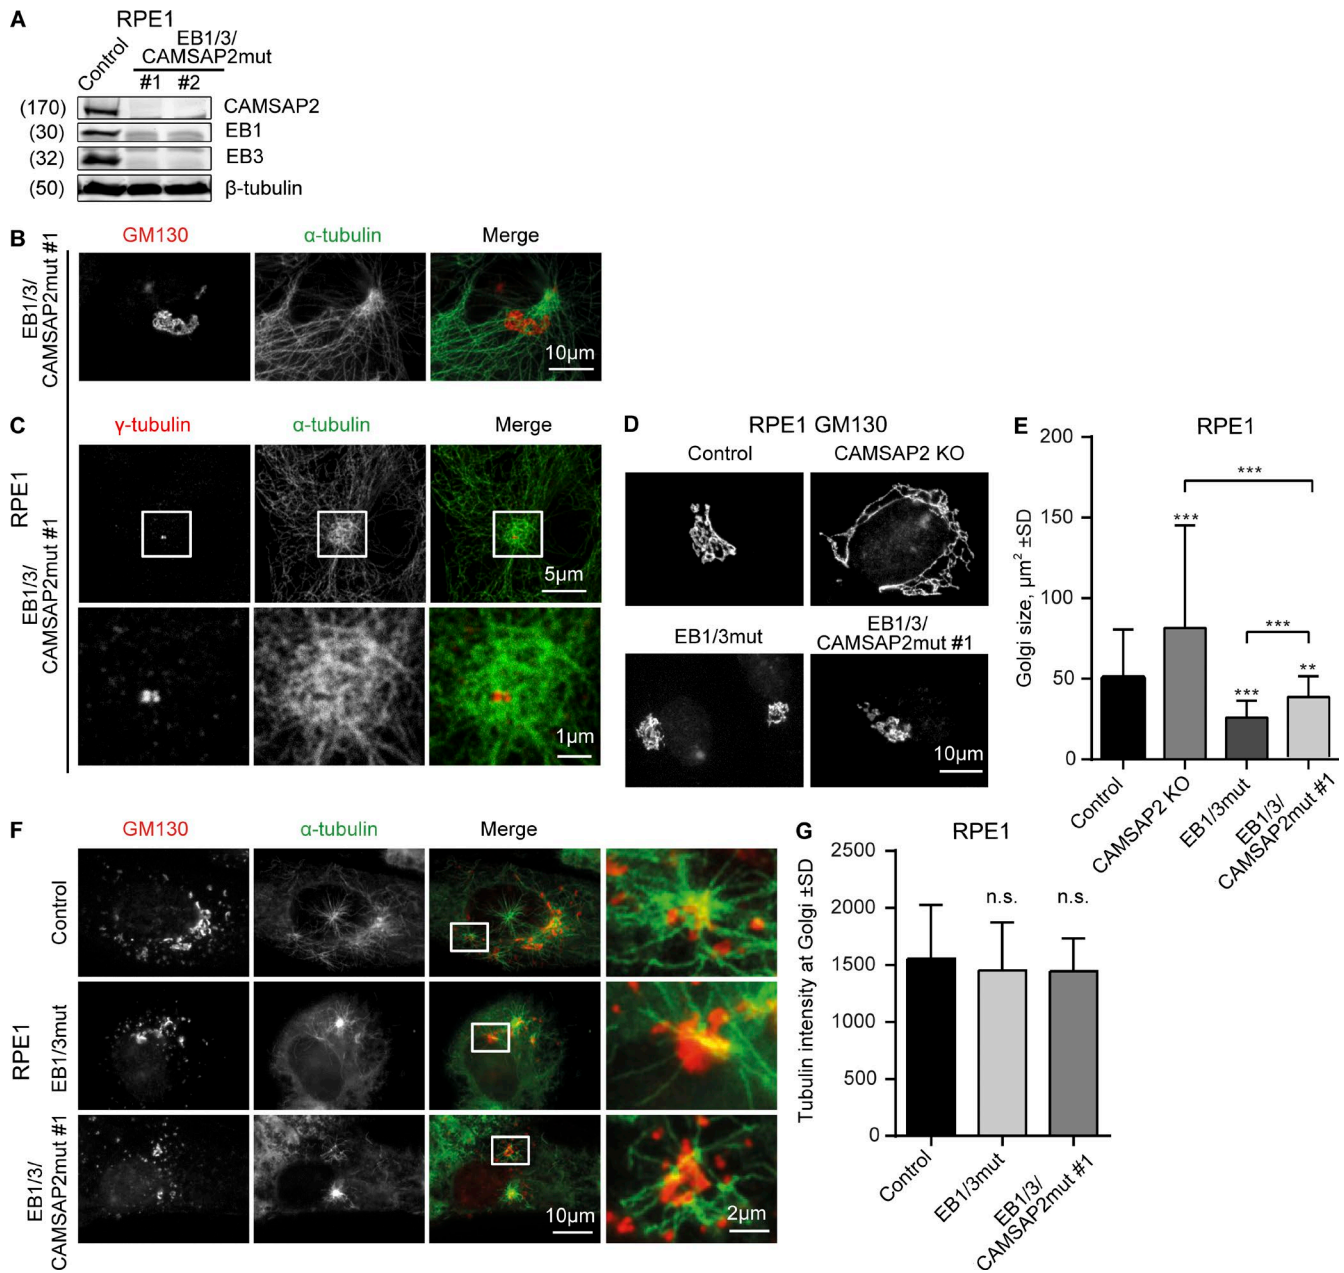 A
RPE1
Control
EB1/3/
CAMSAP2mut
#1 #2
(170) CAMSAP2
(30) EB1
(32) EB3
(50) β-tubulin
B
GM130 α-tubulin Merge
EB1/3/
CAMSAP2mut #1
10µm
C
γ-tubulin α-tubulin Merge
RPE1
EB1/3/
CAMSAP2mut #1
5µm
1µm
D
RPE1 GM130
Control CAMSAP2 KO
EB1/3mut
EB1/3/
CAMSAP2mut #1
10µm
E
RPE1
Golgi size, µm² ±SD
200
150
100
50
0
***
***
***
***
**
Control
CAMSAP2 KO
EB1/3mut
EB1/3/
CAMSAP2mut #1
F
GM130 α-tubulin Merge
RPE1
Control
EB1/3mut
EB1/3/
CAMSAP2mut #1
10µm
2µm
G
RPE1
Tubulin intensity at Golgi ±SD
2500
2000
1500
1000
500
0
n.s. n.s.
Control
EB1/3mut
EB1/3/
CAMSAP2mut #1